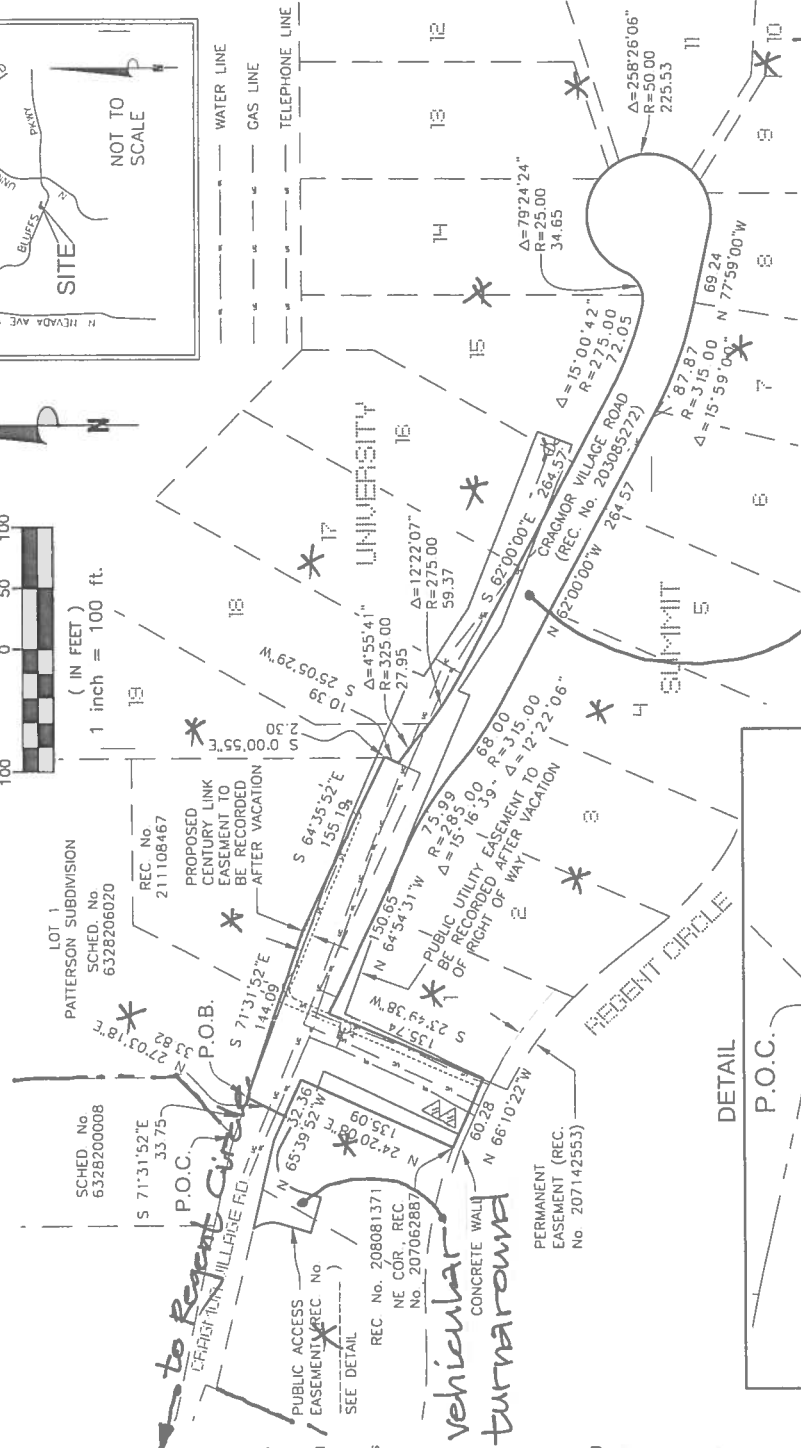 BLUFFS
PKWY
N
SITE
N NEVADA AVE
NOT TO
SCALE
N
WATER LINE
GAS LINE
TELEPHONE LINE
N
100
0
50
100
( IN FEET )
1 inch = 100 ft.
LOT 1
PATTERSON SUBDIVISION
SCHED. No.
6328206020
REC. No.
211108467
PROPOSED
CENTURY LINK
EASEMENT TO
BE RECORDED
AFTER VACATION
SCHED. No
6328200008
S 71°31'52"E
33.75
P.O.C.
N 27°03'18"E
33.82
P.O.B.
S 71°31'52"E
144.09
S 64°35'52"E
155.19
S 0°00'55"E
2.30
S 25°05'29"W
10.39
Δ=4°55'41"
R=325.00
27.95
Δ=12°22'07"
R=275.00
59.37
S 62°00'00"E 264.57
Δ=15°00'42"
R=275.00
72.05
Δ=79°24'24"
R=25.00
34.65
Δ=258°26'06"
R=50.00
225.53
69.24
N 77°59'00"W
87.87
R=315.00
Δ=15°59'00"
CRAGMOR VILLAGE ROAD
(REC. No. 203085272)
N 62°00'00"W 264.57
68.00
R=315.00
Δ=12°22'06"
75.99
R=285.00
Δ=15°16'39"
150.65
N 64°54'31"W
PUBLIC UTILITY EASEMENT TO
BE RECORDED AFTER VACATION
OF RIGHT OF WAY
135.74
S 23°49'38"W
60.28
N 66°10'22"W
32.36
N 65°39'52"W
N 24°20'08"E
135.09
to Regent Circle
CRAGMOR VILLAGE RD
PUBLIC ACCESS
EASEMENT (REC No
)
SEE DETAIL
REC No. 208081371
NE COR., REC
No. 207062887
vehicular
turnaround
CONCRETE WALL
PERMANENT
EASEMENT (REC.
No. 2071142553)
REGENT CIRCLE
UNIVERSITY
SUMMIT
19
18
17
16
15
14
13
12
11
10
9
8
7
6
5
4
3
2
1
DETAIL
P.O.C.